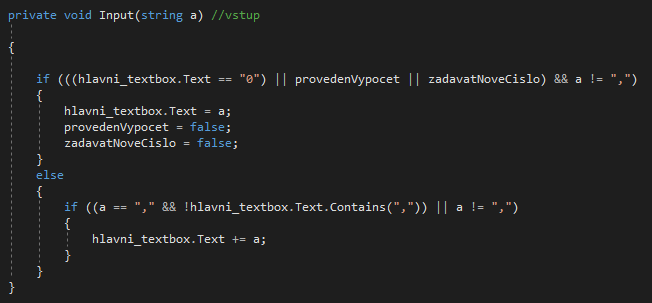 private void Input(string a) //vstup
{
if (((hlavni_textbox.Text == "0") || provedenVypocet || zadavatNoveCislo) && a != ",")
{
hlavni_textbox.Text = a;
provedenVypocet = false;
zadavatNoveCislo = false;
}
else
{
if ((a == "," && !hlavni_textbox.Text.Contains(",")) || a != ",")
{
hlavni_textbox.Text += a;
}
}
}